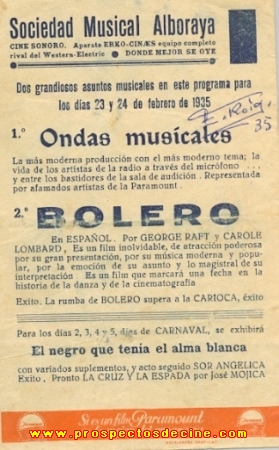 Sociedad Musical Alboraya
CINE SONORO. Aparato ERKO-CINÆS equipo completo
rival del Western-Electric • DONDE MEJOR SE OYE
Dos grandiosos asuntos musicales en este programa para
los días 23 y 24 de febrero de 1935
E. Roig
35
1.° Ondas musicales
La más moderna producción con el más moderno tema; la
vida de los artistas de la radio a través del micrófono . . .
y entre los bastidores de la sala de audición. Representada
por afamados artistas de la Paramount.
2.° BOLERO
En ESPAÑOL. Por GEORGE RAFT y CAROLE
LOMBARD, Es un film inolvidable, de atracción poderosa
por su gran presentación, por su música moderna y popu-
lar, por la emoción de su asunto y lo magistral de su
interpretación Es un film que marcará una fecha en la
historia de la danza y de la cinematografía
Exito. La rumba de BOLERO supera a la CARIOCA, éxito
Para los días 2, 3, 4 y 5, días de CARNAVAL, se exhibirá
El negro que tenía el alma blanca
con variados suplementos, y acto seguido SOR ANGELICA
Exito, Pronto LA CRUZ Y LA ESPADA por José MOJICA
Si es un film Paramount
www.prospectosdecine.com